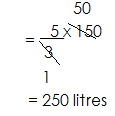 50
5 x 150
=
3
1
= 250 litres